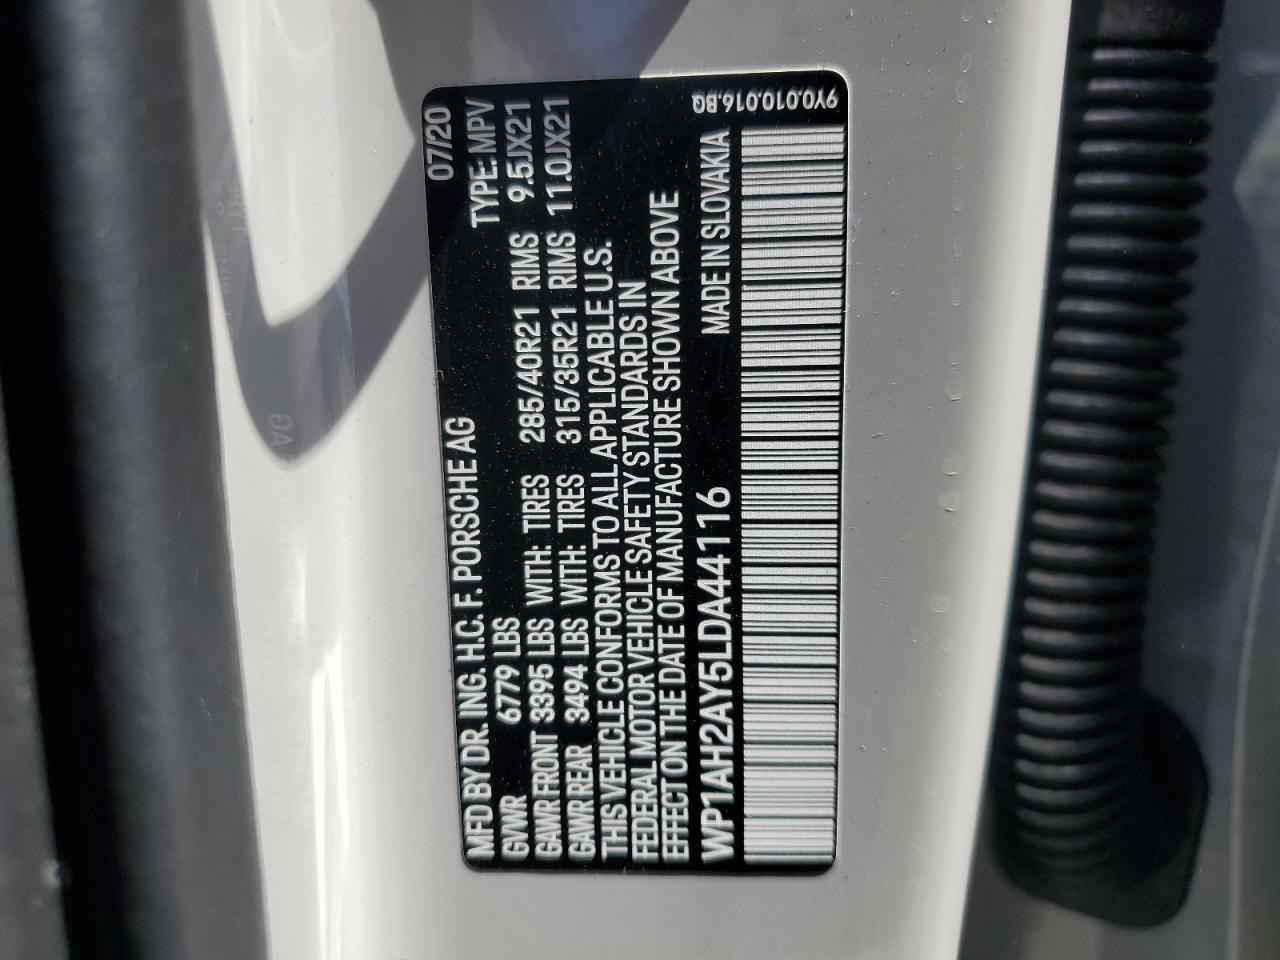 MFD BY DR. ING. H.C. F. PORSCHE AG 07/20
GVWR 6779 LBS TYPE: MPV
GAWR FRONT 3395 LBS WITH: TIRES 285/40R21 RIMS 9.5JX21
GAWR REAR 3494 LBS WITH: TIRES 315/35R21 RIMS 11.0JX21
THIS VEHICLE CONFORMS TO ALL APPLICABLE U.S.
FEDERAL MOTOR VEHICLE SAFETY STANDARDS IN
EFFECT ON THE DATE OF MANUFACTURE SHOWN ABOVE
WP1AH2AY5LDA44116 MADE IN SLOVAKIA
9Y0.010.016.BQ